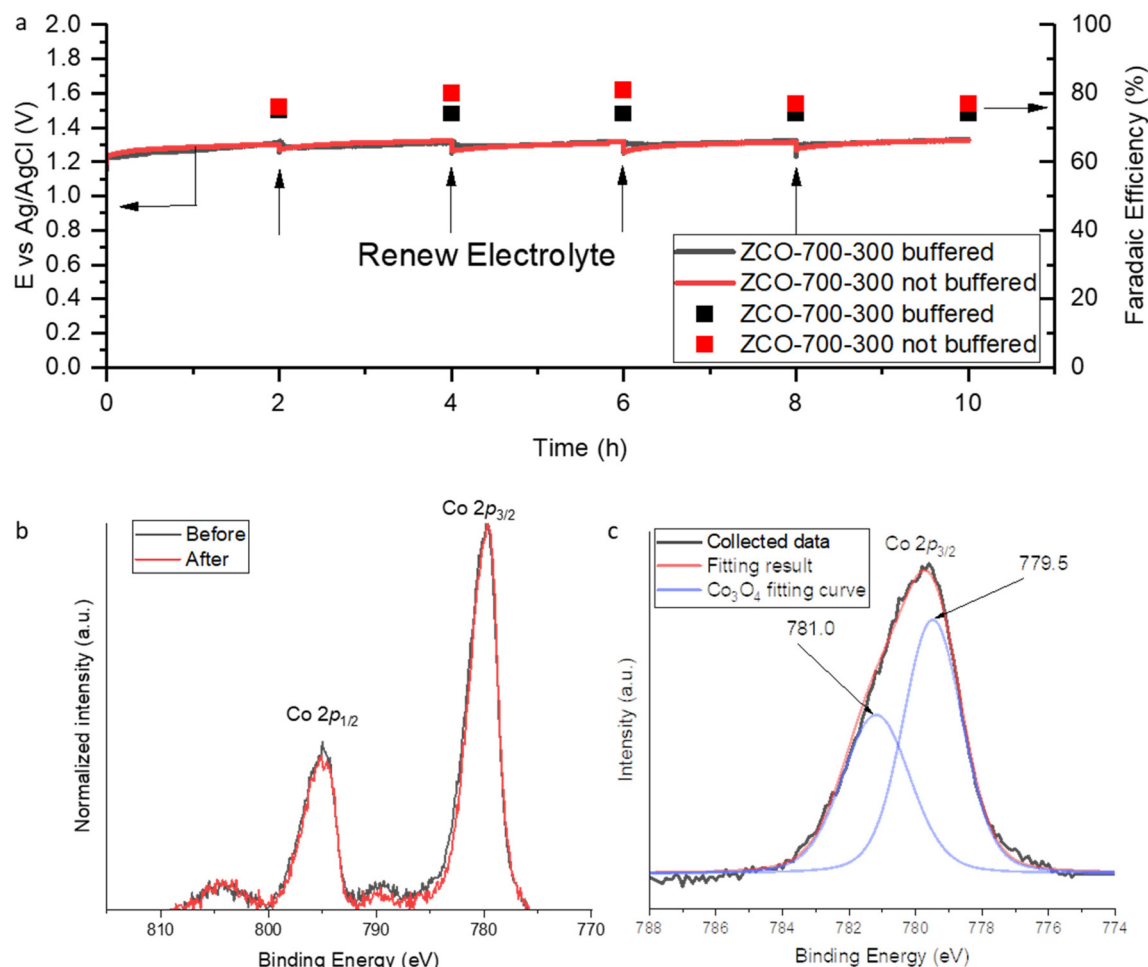 a
E vs Ag/AgCl (V)
2.0
1.8
1.6
1.4
1.2
1.0
0.8
0.6
0.4
0.2
0.0
100
80
60
40
20
0
Faradaic Efficiency (%)
Renew Electrolyte
ZCO-700-300 buffered
ZCO-700-300 not buffered
ZCO-700-300 buffered
ZCO-700-300 not buffered
0 2 4 6 8 10
Time (h)
b
Before
After
Co 2p1/2
Co 2p3/2
Normalized intensity (a.u.)
810 800 790 780 770
Binding Energy (eV)
c
Collected data
Fitting result
Co3O4 fitting curve
Co 2p3/2
779.5
781.0
Intensity (a.u.)
788 786 784 782 780 778 776 774
Binding Energy (eV)